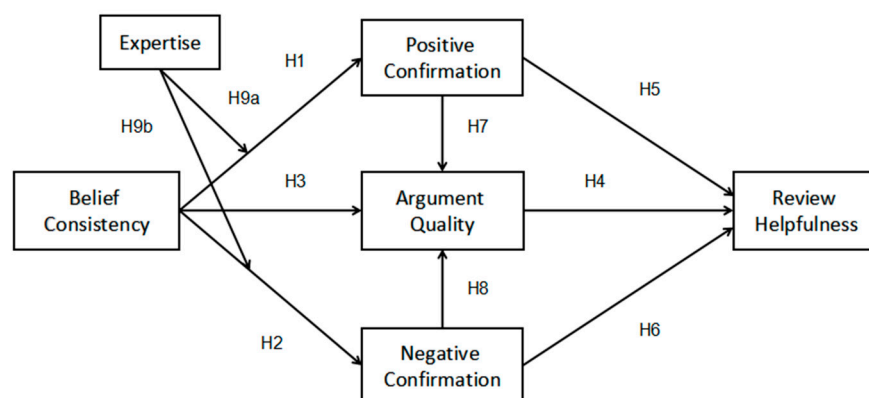 Expertise
Positive
Confirmation
H1
H9a
H5
H9b
H7
Belief
Consistency
H3
Argument
Quality
H4
Review
Helpfulness
H8
H2
H6
Negative
Confirmation